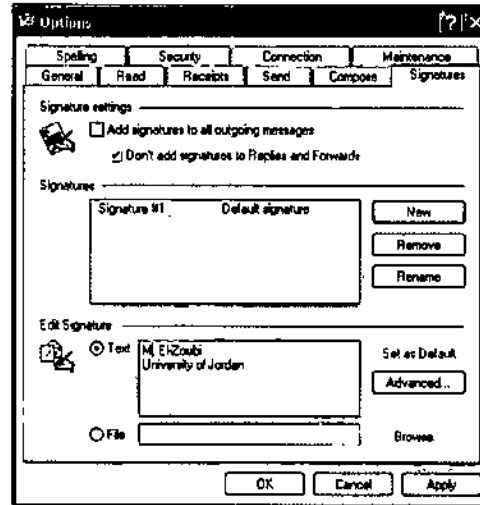 Options
Spelling Security Connection Maintenance
General Read Receipts Send Compose Signatures
Signature settings
Add signatures to all outgoing messages
Don't add signatures to Replies and Forwards
Signatures
Signature #1 Default signature
New
Remove
Rename
Edit Signature
Text
M. El-Zoubi
University of Jordan
Set as Default
Advanced...
File
Browse
OK Cancel Apply